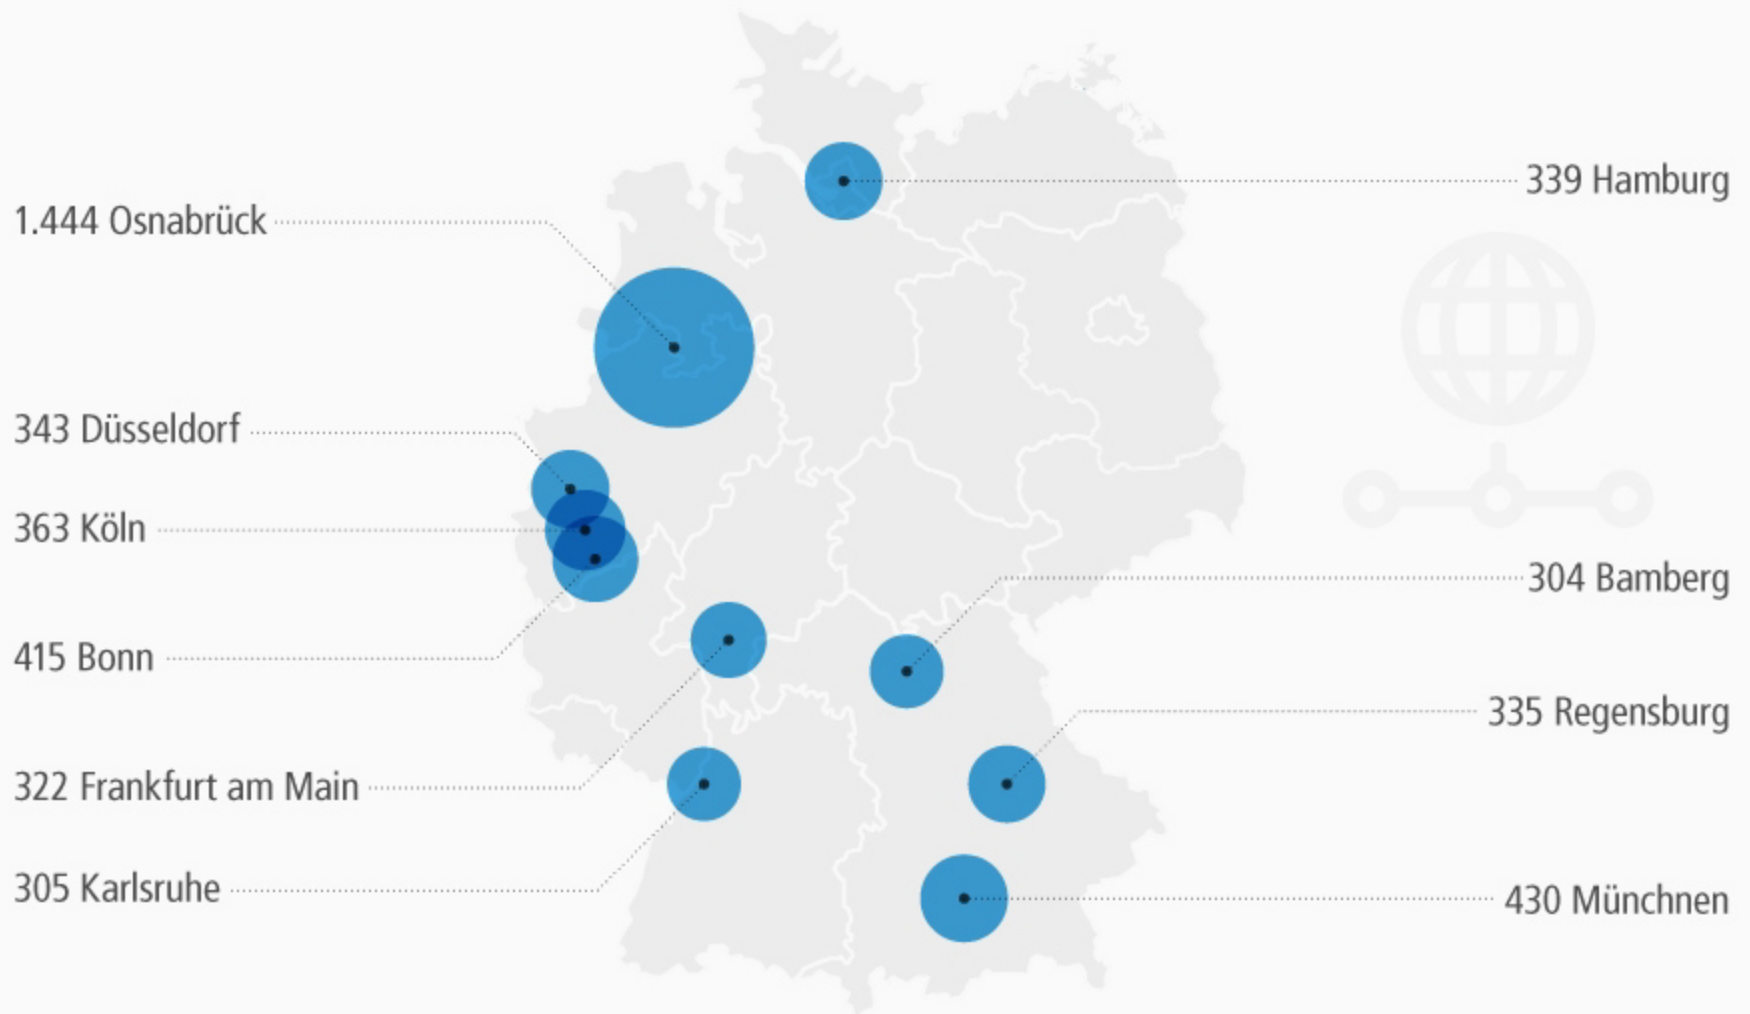 339 Hamburg
1.444 Osnabrück
343 Düsseldorf
363 Köln
304 Bamberg
415 Bonn
335 Regensburg
322 Frankfurt am Main
305 Karlsruhe
430 Münchnen